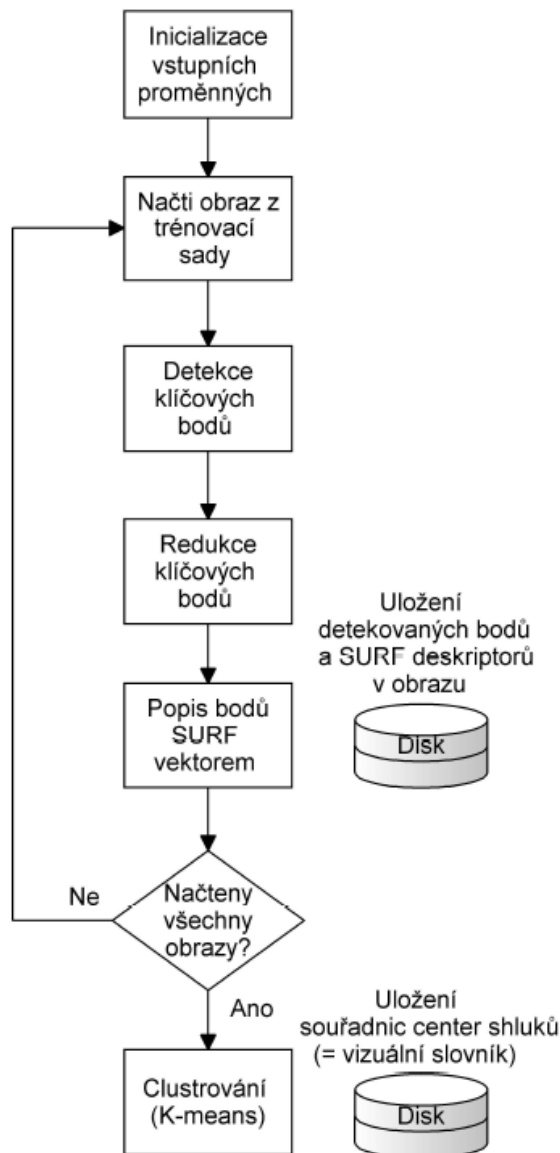 Inicializace
vstupních
proměnných
Načti obraz z
trénovací
sady
Detekce
klíčových
bodů
Redukce
klíčových
bodů
Uložení
detekovaných bodů
a SURF deskriptorů
v obrazu
Popis bodů
SURF
vektorem
Disk
Ne
Načteny
všechny
obrazy?
Ano
Uložení
souřadnic center shluků
(= vizuální slovník)
Clustrování
(K-means)
Disk